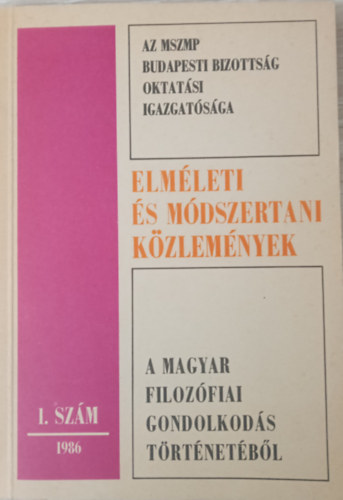 AZ MSZMP
BUDAPESTI BIZOTTSÁG
OKTATÁSI
IGAZGATÓSÁGA
ELMÉLETI
ÉS MÓDSZERTANI
KÖZLEMÉNYEK
A MAGYAR
FILOZÓFIAI
GONDOLKODÁS
TÖRTÉNETÉBŐL
1. SZÁM
1986